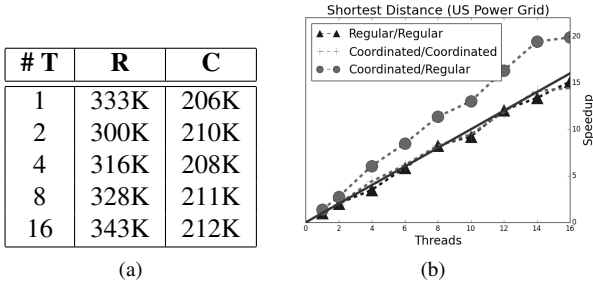 # T R C
1 333K 206K
2 300K 210K
4 316K 208K
8 328K 211K
16 343K 212K
(a)
Shortest Distance (US Power Grid)
Regular/Regular
Coordinated/Coordinated
Coordinated/Regular
20
15
10
5
0
Speedup
0 2 4 6 8 10 12 14 16
Threads
(b)